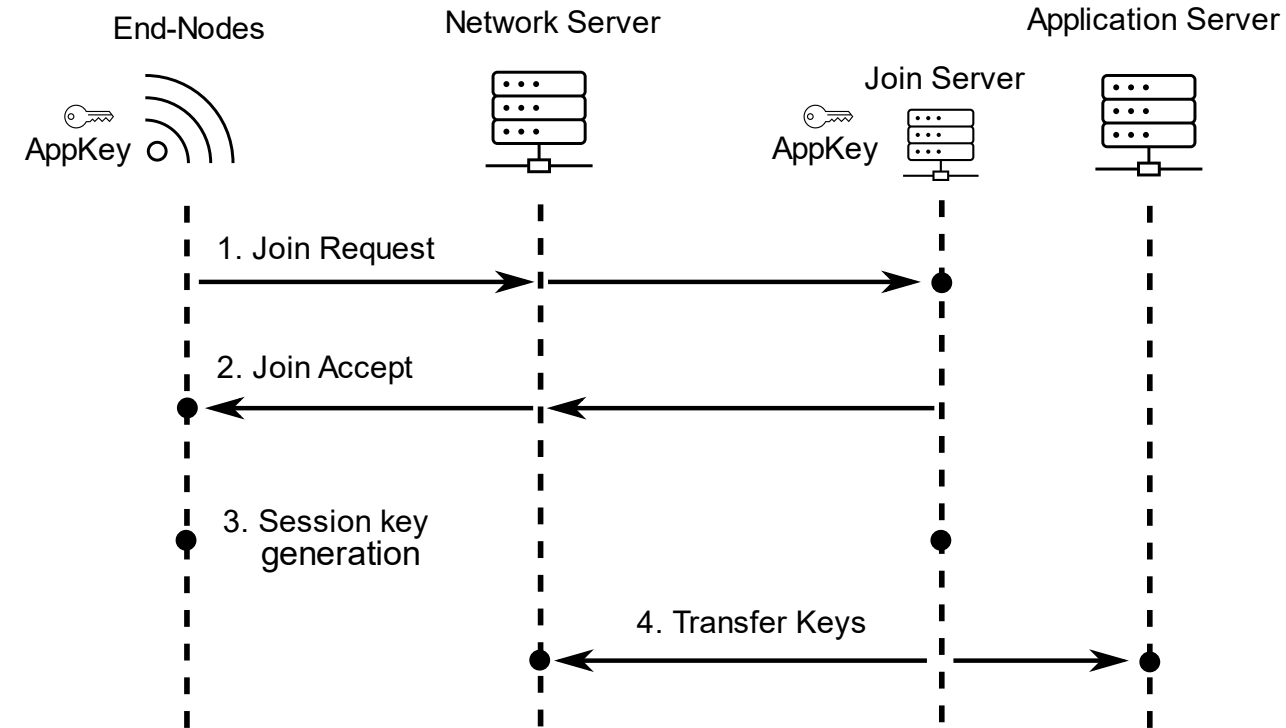 End-Nodes
Network Server
Application Server
Join Server
AppKey
AppKey
1. Join Request
2. Join Accept
3. Session key
generation
4. Transfer Keys